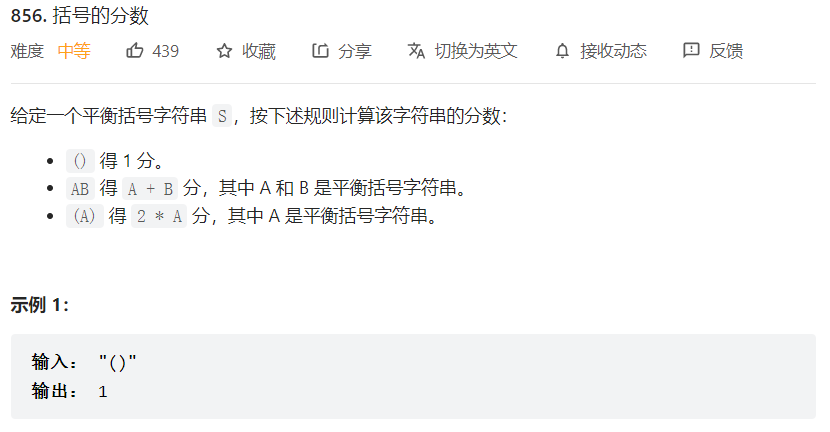 856. 括号的分数
难度 中等 439 收藏 分享 切换为英文 接收动态 反馈
给定一个平衡括号字符串 S，按下述规则计算该字符串的分数：
• () 得 1 分。
• AB 得 A + B 分，其中 A 和 B 是平衡括号字符串。
• (A) 得 2 * A 分，其中 A 是平衡括号字符串。
示例 1：
输入： "()"
输出： 1